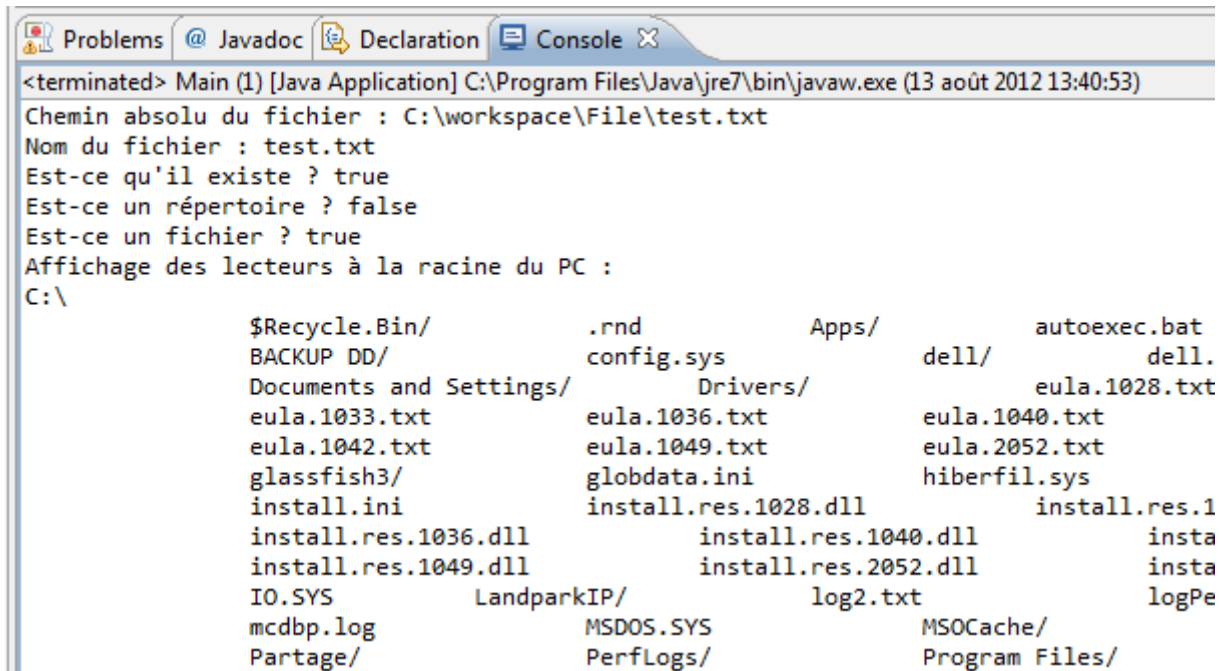 Problems @ Javadoc Declaration Console
<terminated> Main (1) [Java Application] C:\Program Files\Java\jre7\bin\javaw.exe (13 août 2012 13:40:53)
Chemin absolu du fichier : C:\workspace\File\test.txt
Nom du fichier : test.txt
Est-ce qu'il existe ? true
Est-ce un répertoire ? false
Est-ce un fichier ? true
Affichage des lecteurs à la racine du PC :
C:\
$Recycle.Bin/ .rnd Apps/ autoexec.bat
BACKUP DD/ config.sys dell/ dell.
Documents and Settings/ Drivers/ eula.1028.txt
eula.1033.txt eula.1036.txt eula.1040.txt
eula.1042.txt eula.1049.txt eula.2052.txt
glassfish3/ globdata.ini hiberfil.sys
install.ini install.res.1028.dll install.res.1
install.res.1036.dll install.res.1040.dll insta
install.res.1049.dll install.res.2052.dll insta
IO.SYS LandparkIP/ log2.txt logPe
mcdbp.log MSDOS.SYS MSOCache/
Partage/ PerfLogs/ Program Files/